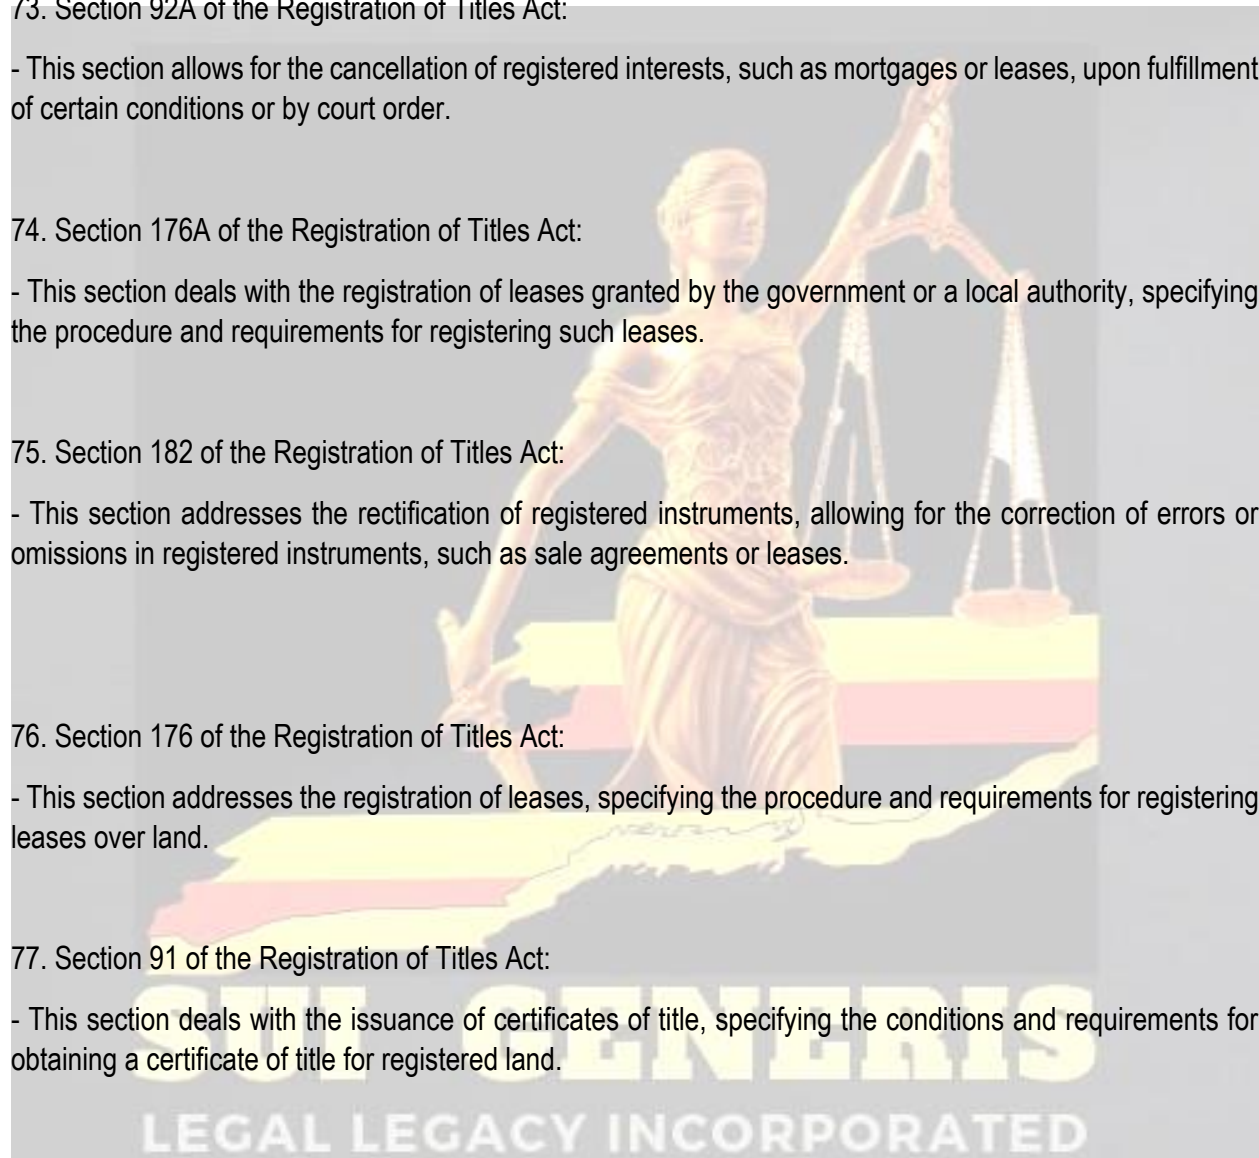 73. Section 92A of the Registration of Titles Act:
- This section allows for the cancellation of registered interests, such as mortgages or leases, upon fulfillment
of certain conditions or by court order.
74. Section 176A of the Registration of Titles Act:
- This section deals with the registration of leases granted by the government or a local authority, specifying
the procedure and requirements for registering such leases.
75. Section 182 of the Registration of Titles Act:
- This section addresses the rectification of registered instruments, allowing for the correction of errors or
omissions in registered instruments, such as sale agreements or leases.
76. Section 176 of the Registration of Titles Act:
- This section addresses the registration of leases, specifying the procedure and requirements for registering
leases over land.
77. Section 91 of the Registration of Titles Act:
- This section deals with the issuance of certificates of title, specifying the conditions and requirements for
obtaining a certificate of title for registered land.
SUI GENERIS
LEGAL LEGACY INCORPORATED